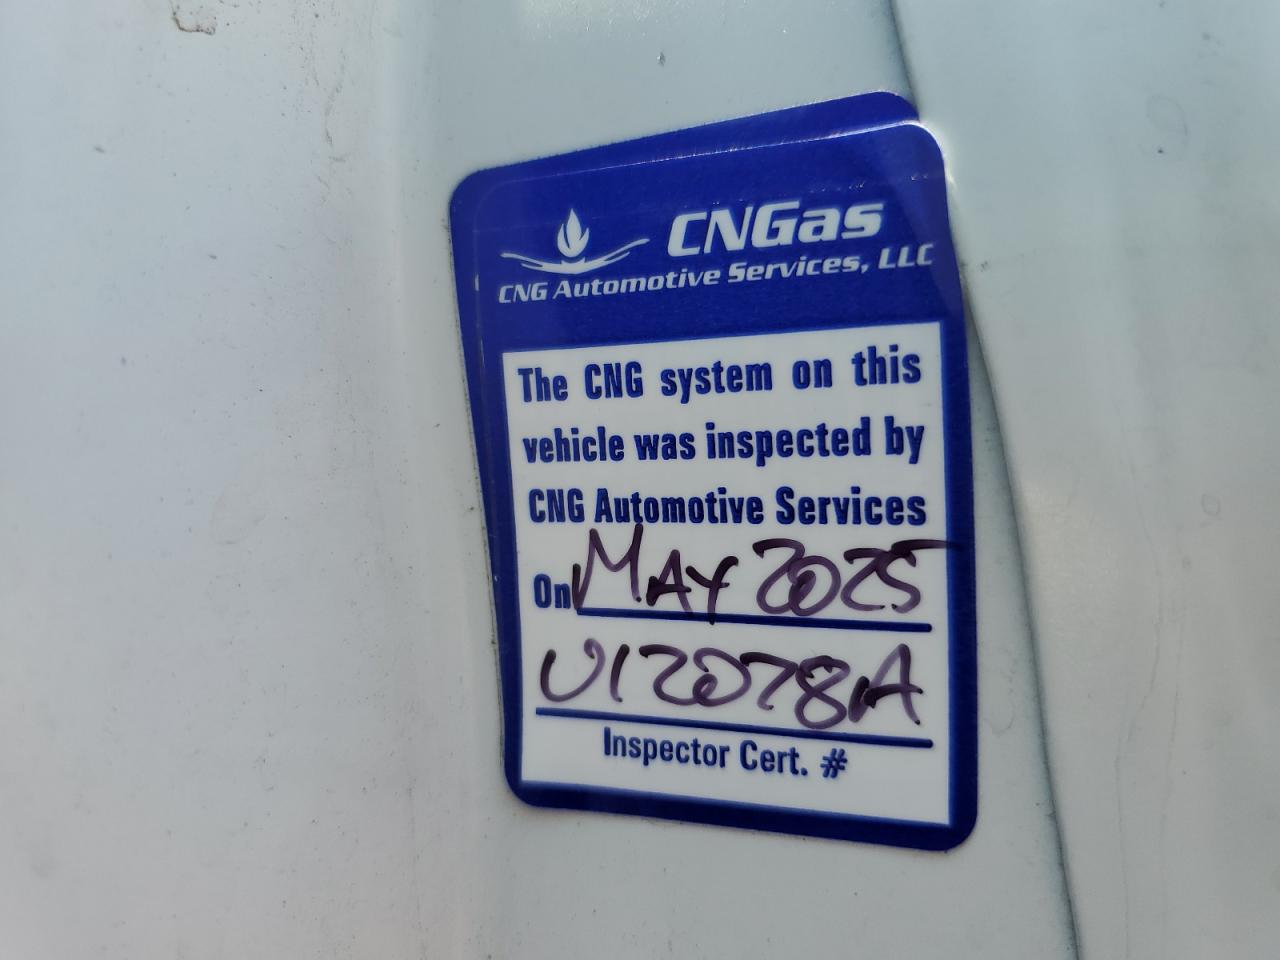 CNGas
CNG Automotive Services, LLC
The CNG system on this
vehicle was inspected by
CNG Automotive Services
On MAY 2025
U12078A
Inspector Cert. #